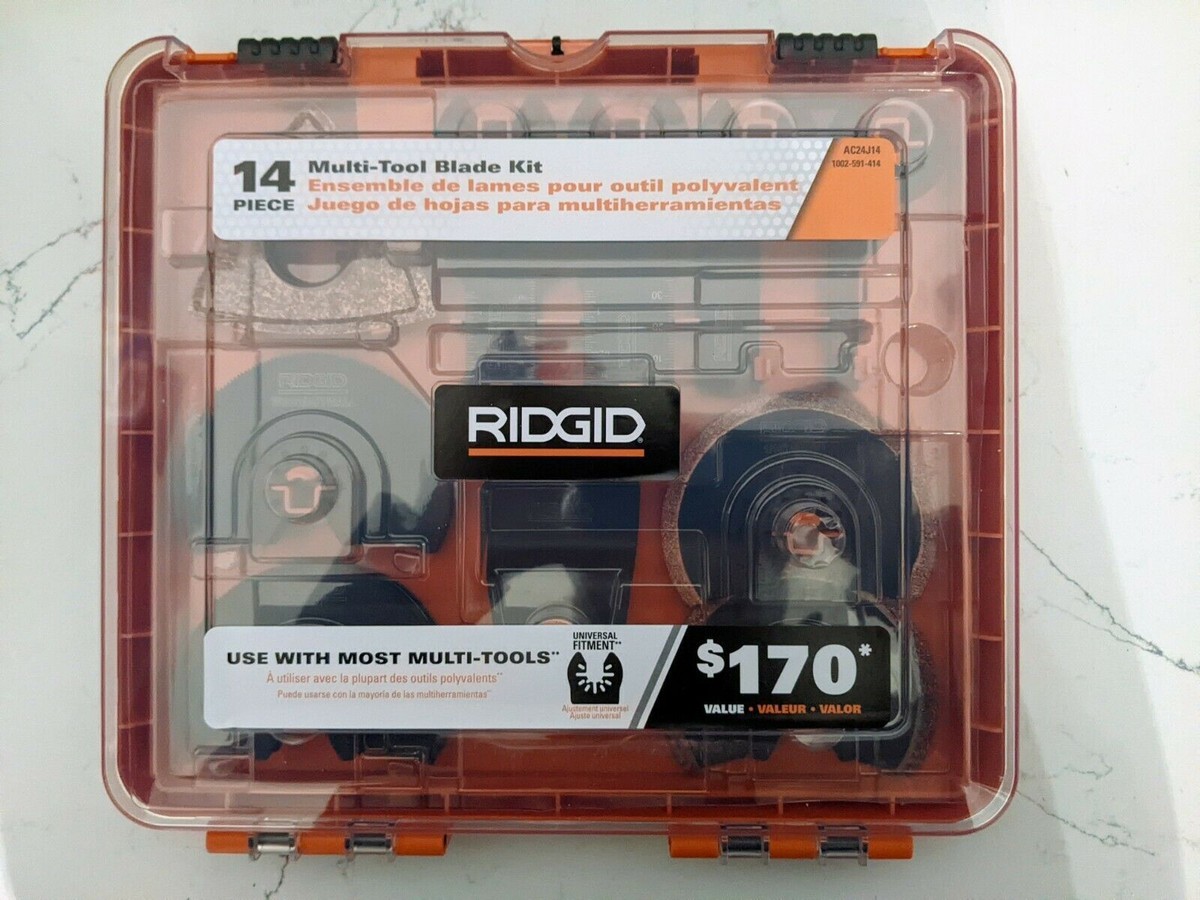 14
PIECE
Multi-Tool Blade Kit
Ensemble de lames pour outil polyvalent
Juego de hojas para multiherramientas
AC24J14
1002-591-414
RIDGID®
USE WITH MOST MULTI-TOOLS**
À utiliser avec la plupart des outils polyvalents**
Puede usarse con la mayoría de las multiherramientas**
UNIVERSAL
FITMENT**
Ajustement universel
Ajuste universal
$170*
VALUE • VALEUR • VALOR